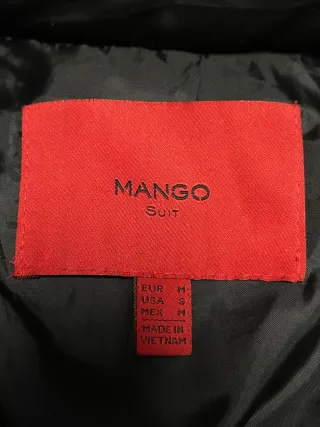 MANGO
SUIT
EUR M
USA S
MEX M
MADE IN
VIETNAM